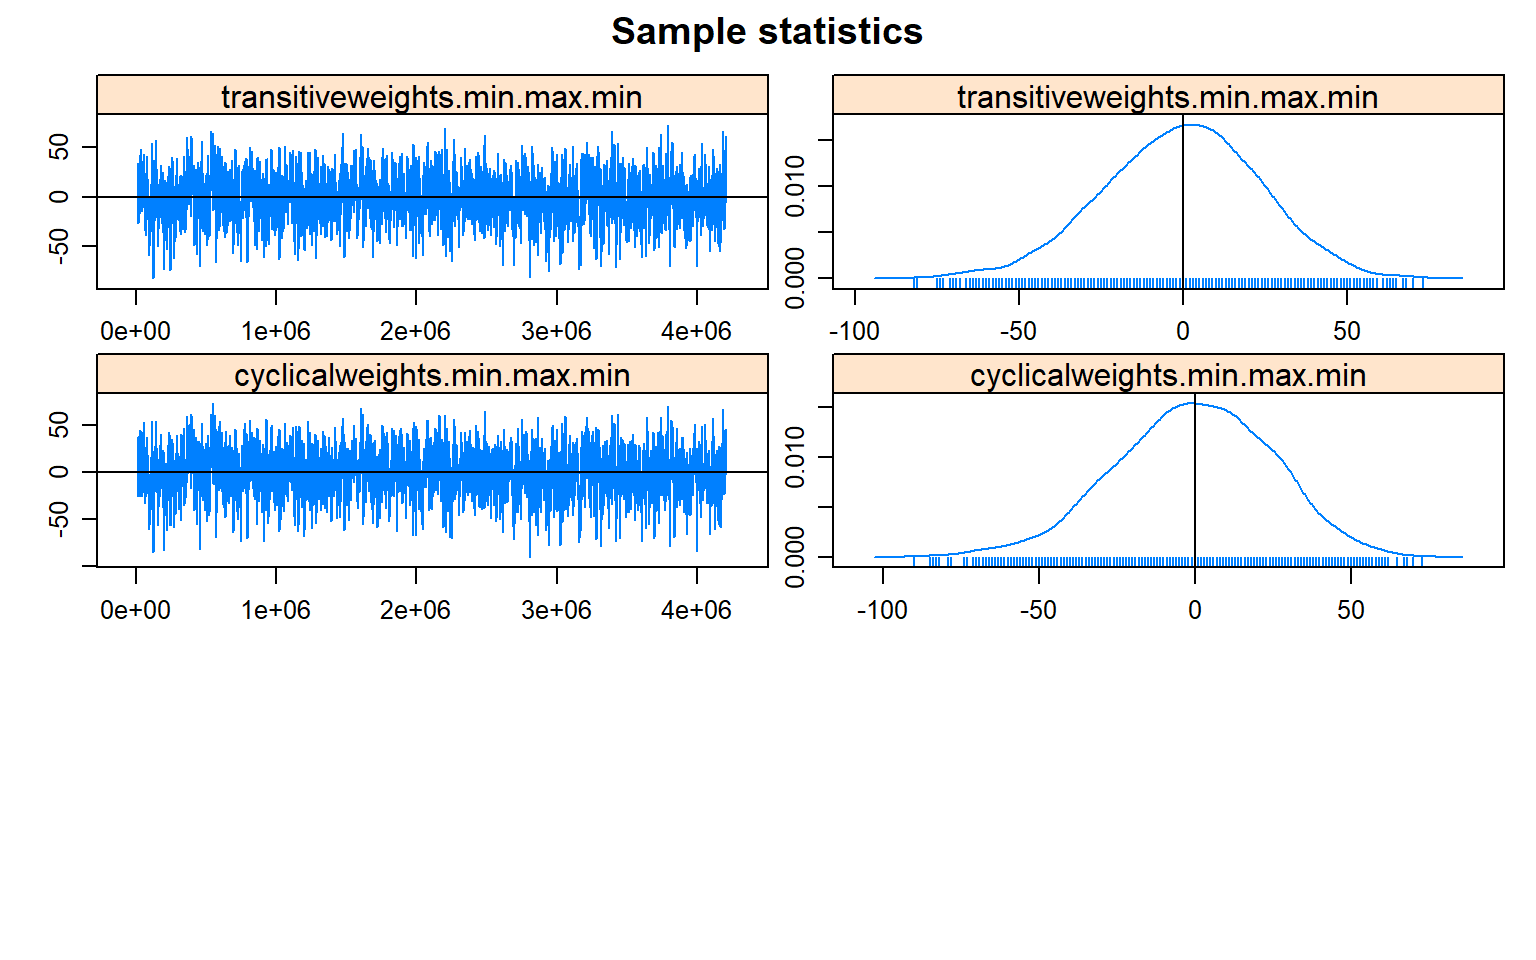 Sample statistics
transitiveweights.min.max.min
50
0
-50
0e+00 1e+06 2e+06 3e+06 4e+06
transitiveweights.min.max.min
0.010
0.000
-100 -50 0 50
cyclicalweights.min.max.min
50
0
-50
0e+00 1e+06 2e+06 3e+06 4e+06
cyclicalweights.min.max.min
0.010
0.000
-100 -50 0 50